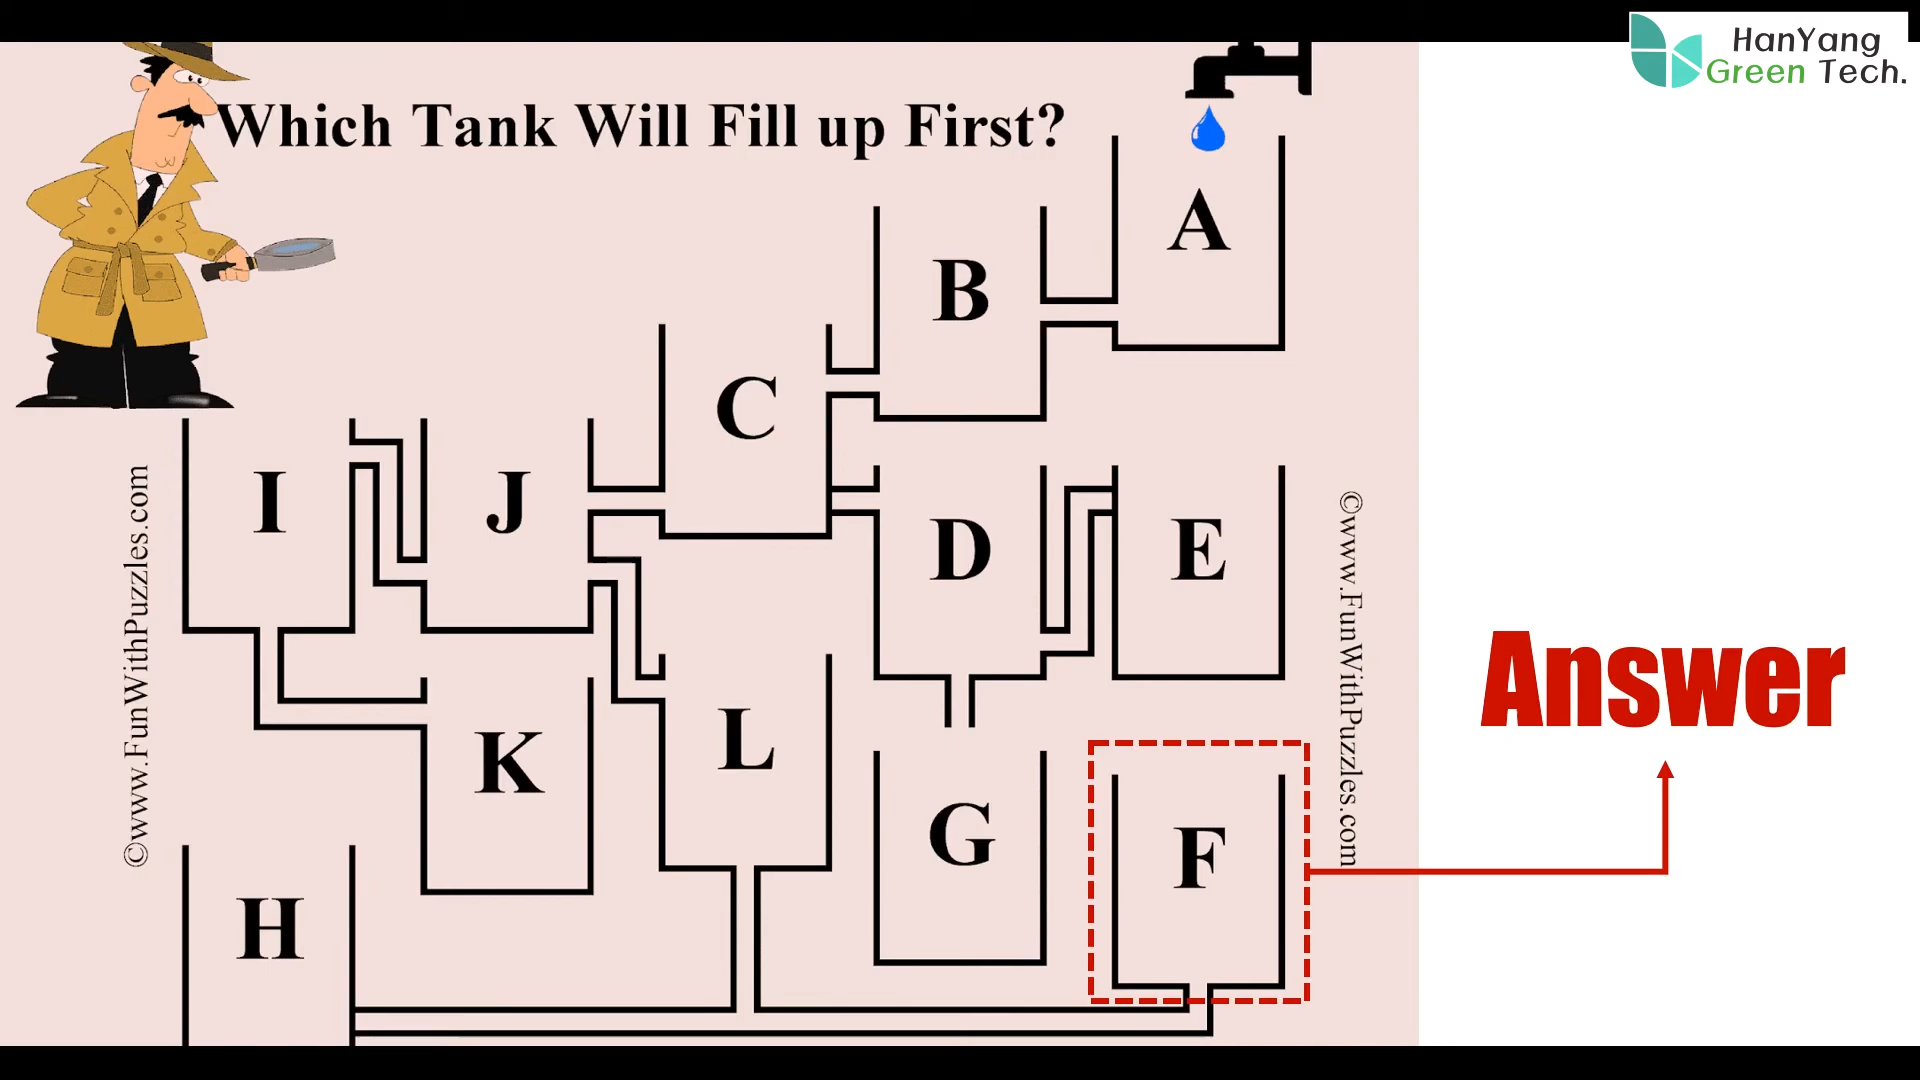 HanYang
Green Tech.
Which Tank Will Fill up First?
A
B
C
I
J
D
E
©www.FunWithPuzzles.com
©www.FunWithPuzzles.com
Answer
K
L
G
F
H